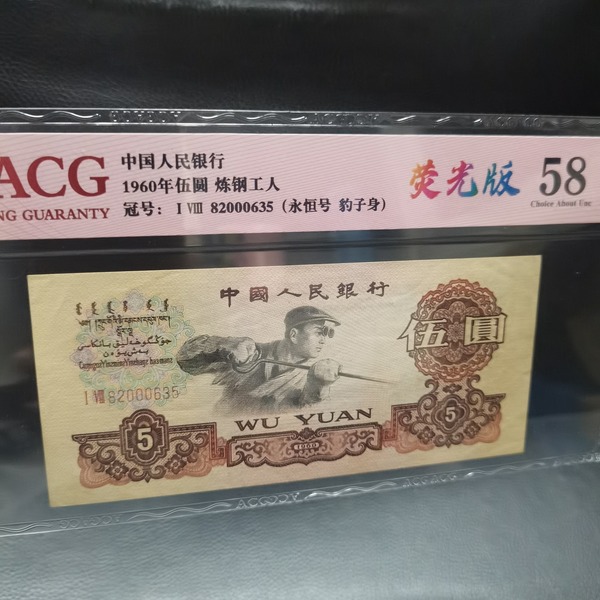 ACG
NG GUARANTY
中国人民银行
1960年伍圆 炼钢工人
冠号: I VIII 82000635 (永恒号 豹子身)
荧光版
58
Choice About Unc
中國人民銀行
伍圓
I VIII 82000635
WU YUAN
5
1960
5
ACGODY